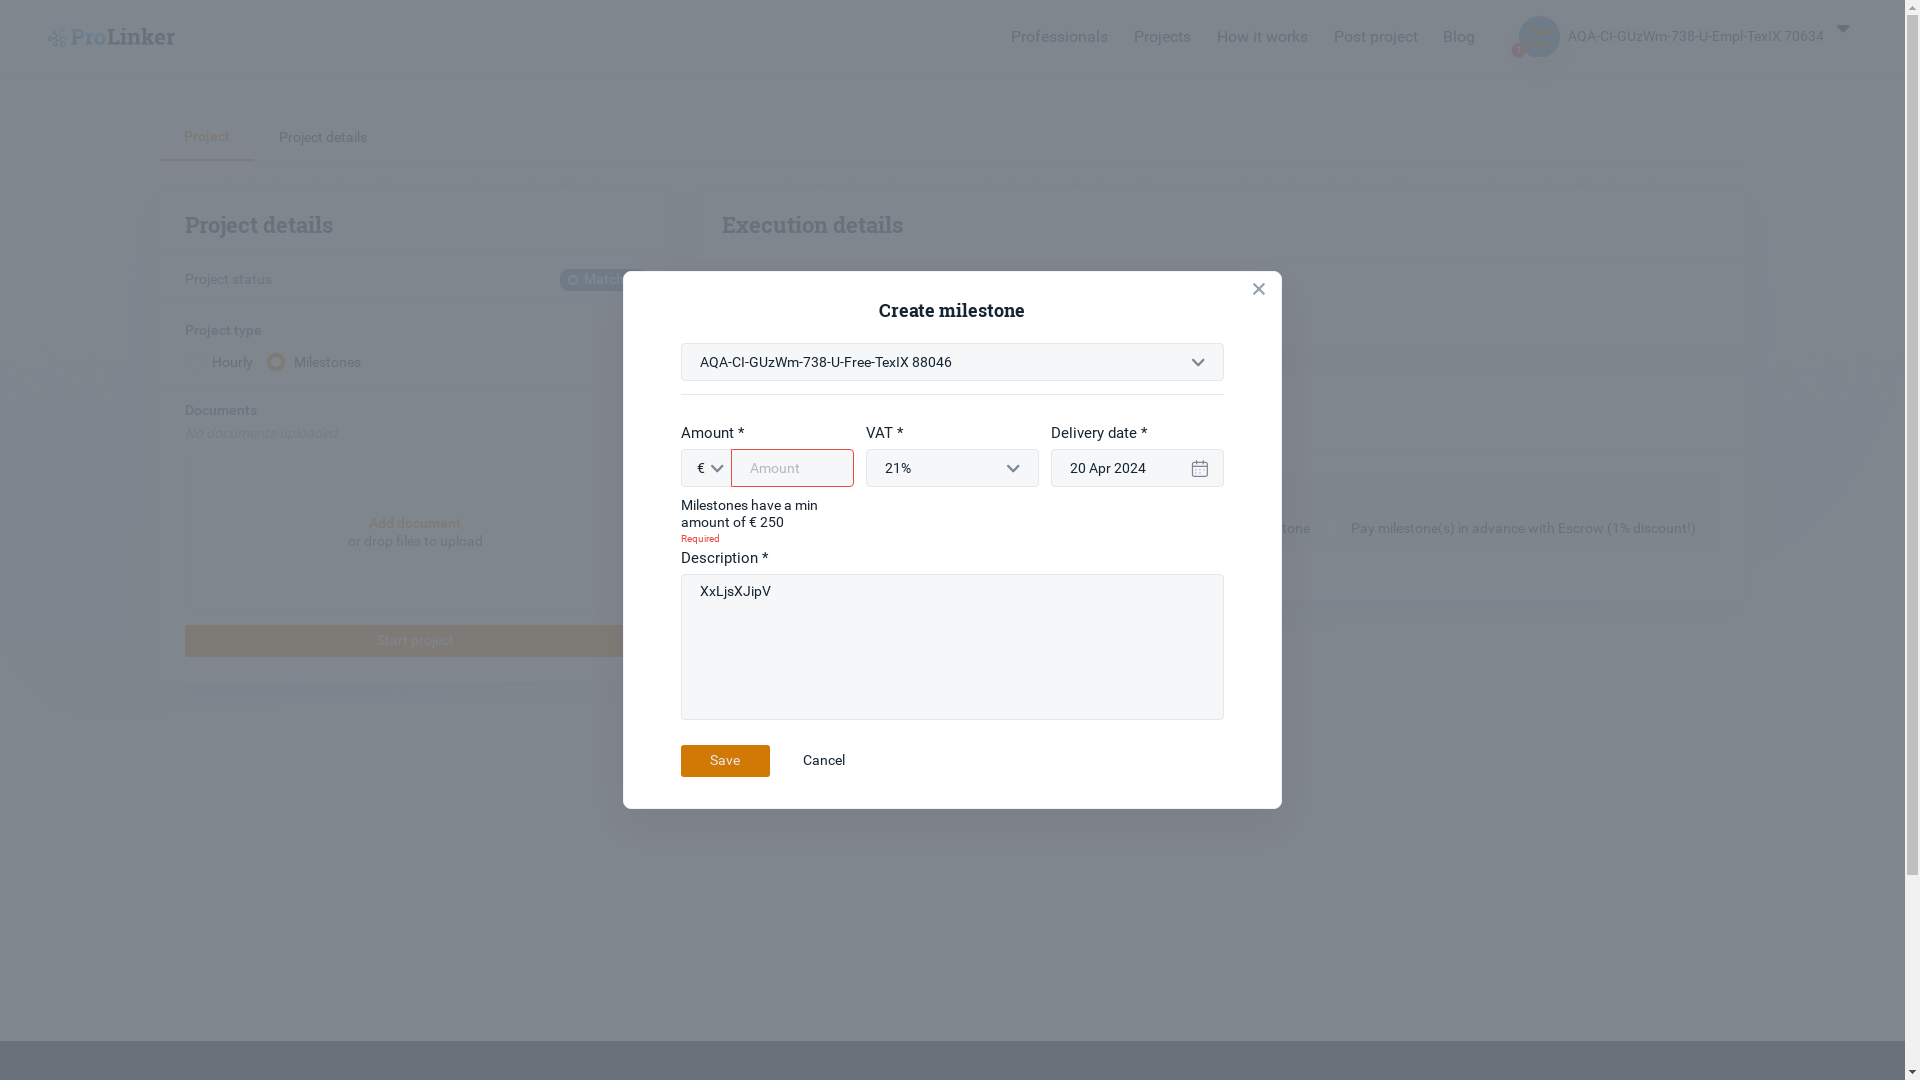 ProLinker
Professionals
Projects
How it works
Post project
Blog
1
AQA-CI-GUzWm-738-U-Empl-TexIX 70634
Project
Project details
Project details
Execution details
Project status
Project type
Hourly
Milestones
Documents
No documents uploaded
Add document
or drop files to upload
Start project
Pay milestone(s) in advance with Escrow (1% discount!)
Create milestone
AQA-CI-GUzWm-738-U-Free-TexIX 88046
Amount *
VAT *
Delivery date *
€
Amount
21%
20 Apr 2024
Milestones have a min
amount of € 250
Required
Description *
XxLjsXJipV
Save
Cancel